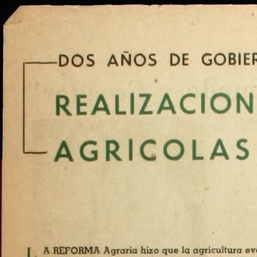 DOS AÑOS DE GOBIER
REALIZACION
AGRICOLAS
LA REFORMA Agraria hizo que la agricultura ev